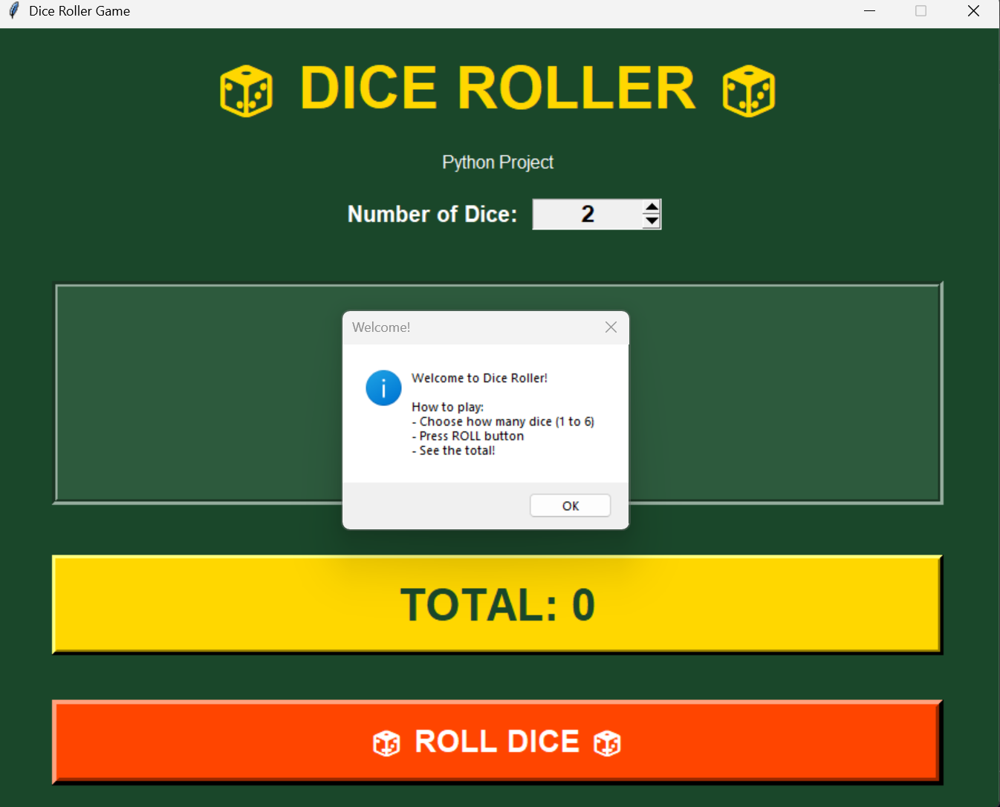 Dice Roller Game
🎲 DICE ROLLER 🎲
Python Project
Number of Dice: 2
Welcome!
Welcome to Dice Roller!
How to play:
- Choose how many dice (1 to 6)
- Press ROLL button
- See the total!
OK
TOTAL: 0
🎲 ROLL DICE 🎲